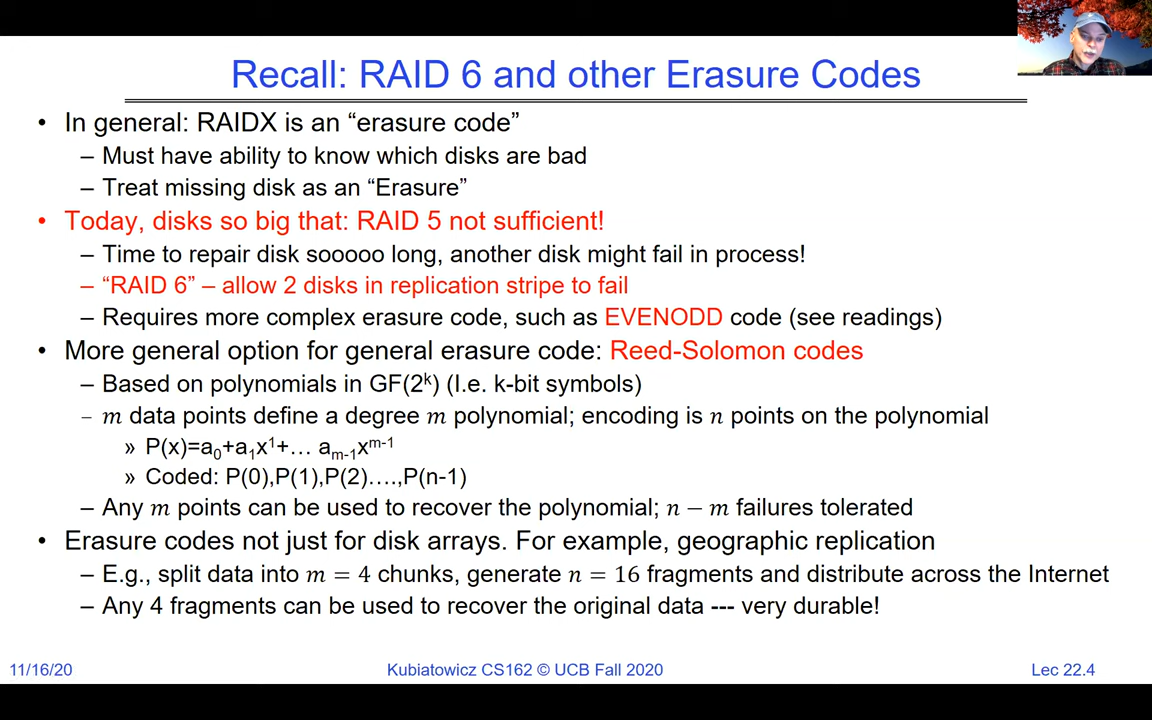 Recall: RAID 6 and other Erasure Codes
• In general: RAIDX is an “erasure code”
– Must have ability to know which disks are bad
– Treat missing disk as an “Erasure”
• Today, disks so big that: RAID 5 not sufficient!
– Time to repair disk sooooo long, another disk might fail in process!
– “RAID 6” – allow 2 disks in replication stripe to fail
– Requires more complex erasure code, such as EVENODD code (see readings)
• More general option for general erasure code: Reed-Solomon codes
– Based on polynomials in GF(2ᵏ) (I.e. k-bit symbols)
– m data points define a degree m polynomial; encoding is n points on the polynomial
» P(x)=a₀+a₁x¹+… aₘ₋₁xᵐ⁻¹
» Coded: P(0),P(1),P(2)….,P(n-1)
– Any m points can be used to recover the polynomial; n − m failures tolerated
• Erasure codes not just for disk arrays. For example, geographic replication
– E.g., split data into m = 4 chunks, generate n = 16 fragments and distribute across the Internet
– Any 4 fragments can be used to recover the original data --- very durable!
11/16/20 Kubiatowicz CS162 © UCB Fall 2020 Lec 22.4